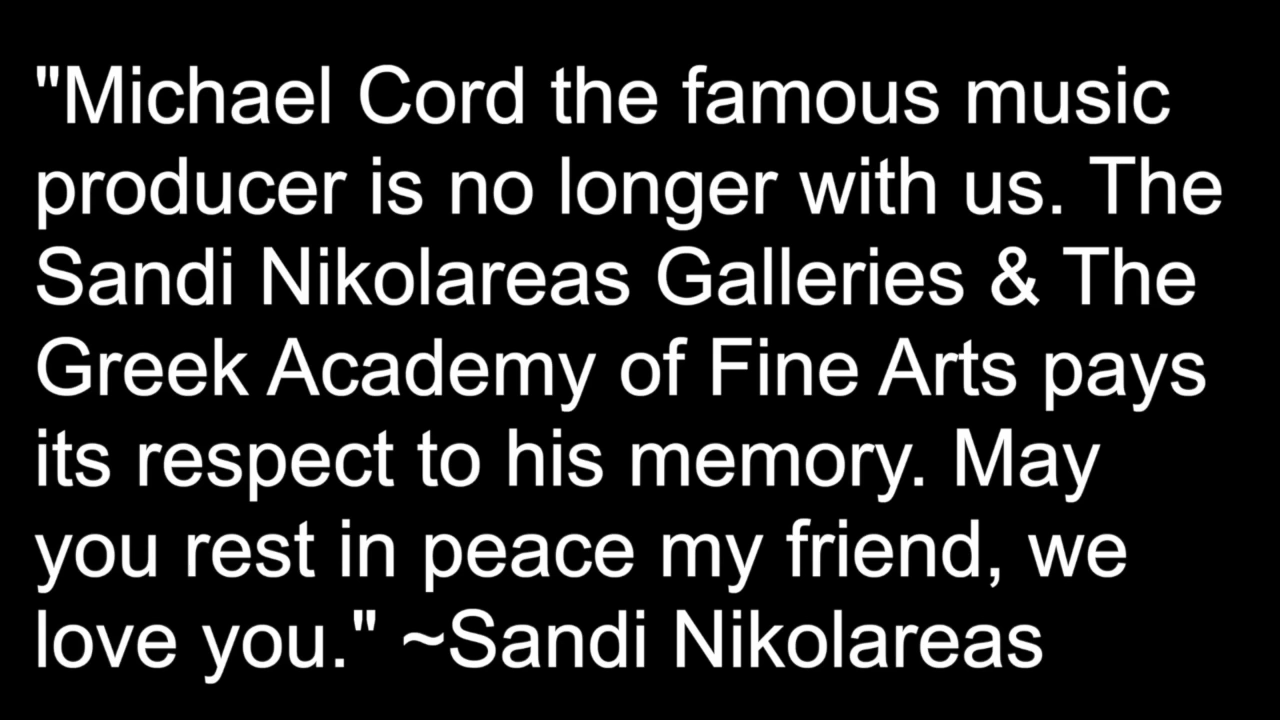 "Michael Cord the famous music
producer is no longer with us. The
Sandi Nikolareas Galleries & The
Greek Academy of Fine Arts pays
its respect to his memory. May
you rest in peace my friend, we
love you." ~Sandi Nikolareas